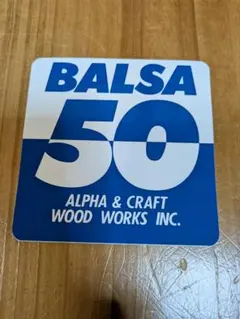 BALSA
50
ALPHA & CRAFT
WOOD WORKS INC.